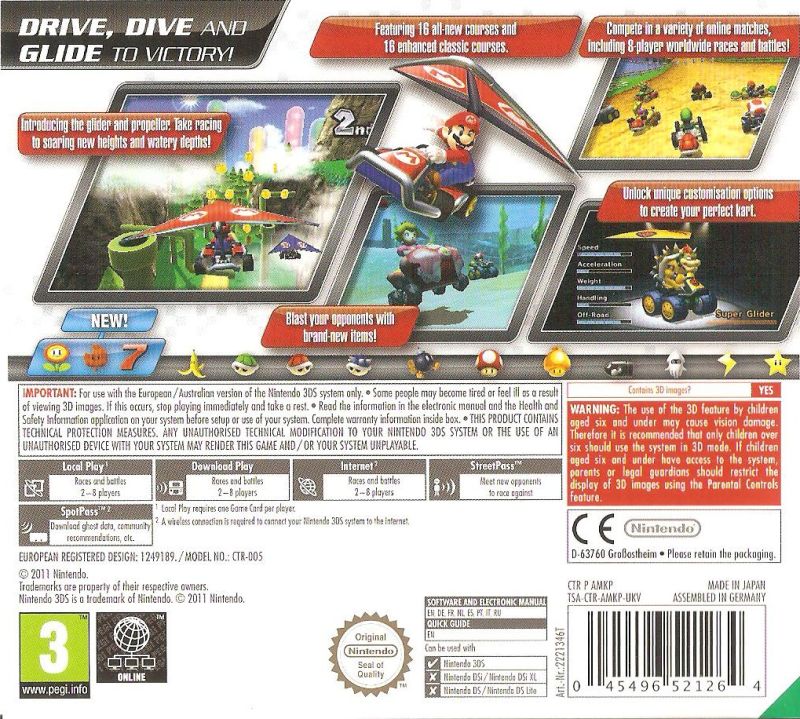 DRIVE, DIVE AND
GLIDE TO VICTORY!
Featuring 16 all-new courses and
16 enhanced classic courses.
Compete in a variety of online matches,
including 8-player worldwide races and battles!
Introducing the glider and propeller. Take racing
to soaring new heights and watery depths!
2nd
Unlock unique customisation options
to create your perfect kart.
Speed
Acceleration
Weight
Handling
Off-Road
Super Glider
Blast your opponents with
brand-new items!
NEW!
7
IMPORTANT: For use with the European/Australian version of the Nintendo 3DS system only. • Some people may become tired or feel ill as a result
of viewing 3D images. If this occurs, stop playing immediately and take a rest. • Read the information in the electronic manual and the Health and
Safety Information application on your system before setup or use of your system. Complete warranty information inside box. • THIS PRODUCT CONTAINS
TECHNICAL PROTECTION MEASURES. ANY UNAUTHORISED TECHNICAL MODIFICATION TO YOUR NINTENDO 3DS SYSTEM OR THE USE OF AN
UNAUTHORISED DEVICE WITH YOUR SYSTEM MAY RENDER THIS GAME AND/OR YOUR SYSTEM UNPLAYABLE.
Contains 3D images? YES
WARNING: The use of the 3D feature by children
aged six and under may cause vision damage.
Therefore it is recommended that only children over
six should use the system in 3D mode. If children
aged six and under have access to the system,
parents or legal guardians should restrict the
display of 3D images using the Parental Controls
feature.
Local Play¹
Races and battles
2–8 players
Download Play
Races and battles
2–8 players
Internet²
Races and battles
2–8 players
StreetPass™
Meet new opponents
to race against
SpotPass™²
Download ghost data, community
recommendations, etc.
¹ Local Play requires one Game Card per player.
² A wireless connection is required to connect your Nintendo 3DS system to the internet.
CE Nintendo
D-63760 Großostheim • Please retain the packaging.
EUROPEAN REGISTERED DESIGN: 1249189./MODEL NO.: CTR-005
© 2011 Nintendo.
Trademarks are property of their respective owners.
Nintendo 3DS is a trademark of Nintendo. © 2011 Nintendo.
3
www.pegi.info
ONLINE
Original
Nintendo
Seal of
Quality
TM
SOFTWARE AND ELECTRONIC MANUAL
EN, DE, FR, NL, ES, PT, IT, RU
QUICK GUIDE
EN
Can be used with
Nintendo 3DS
Nintendo DSi/Nintendo DSi XL
Nintendo DS/Nintendo DS Lite
CTR P AMKP MADE IN JAPAN
TSA-CTR-AMKP-UKV ASSEMBLED IN GERMANY
Art.-Nr.:2221346T
0 45496 52126 4